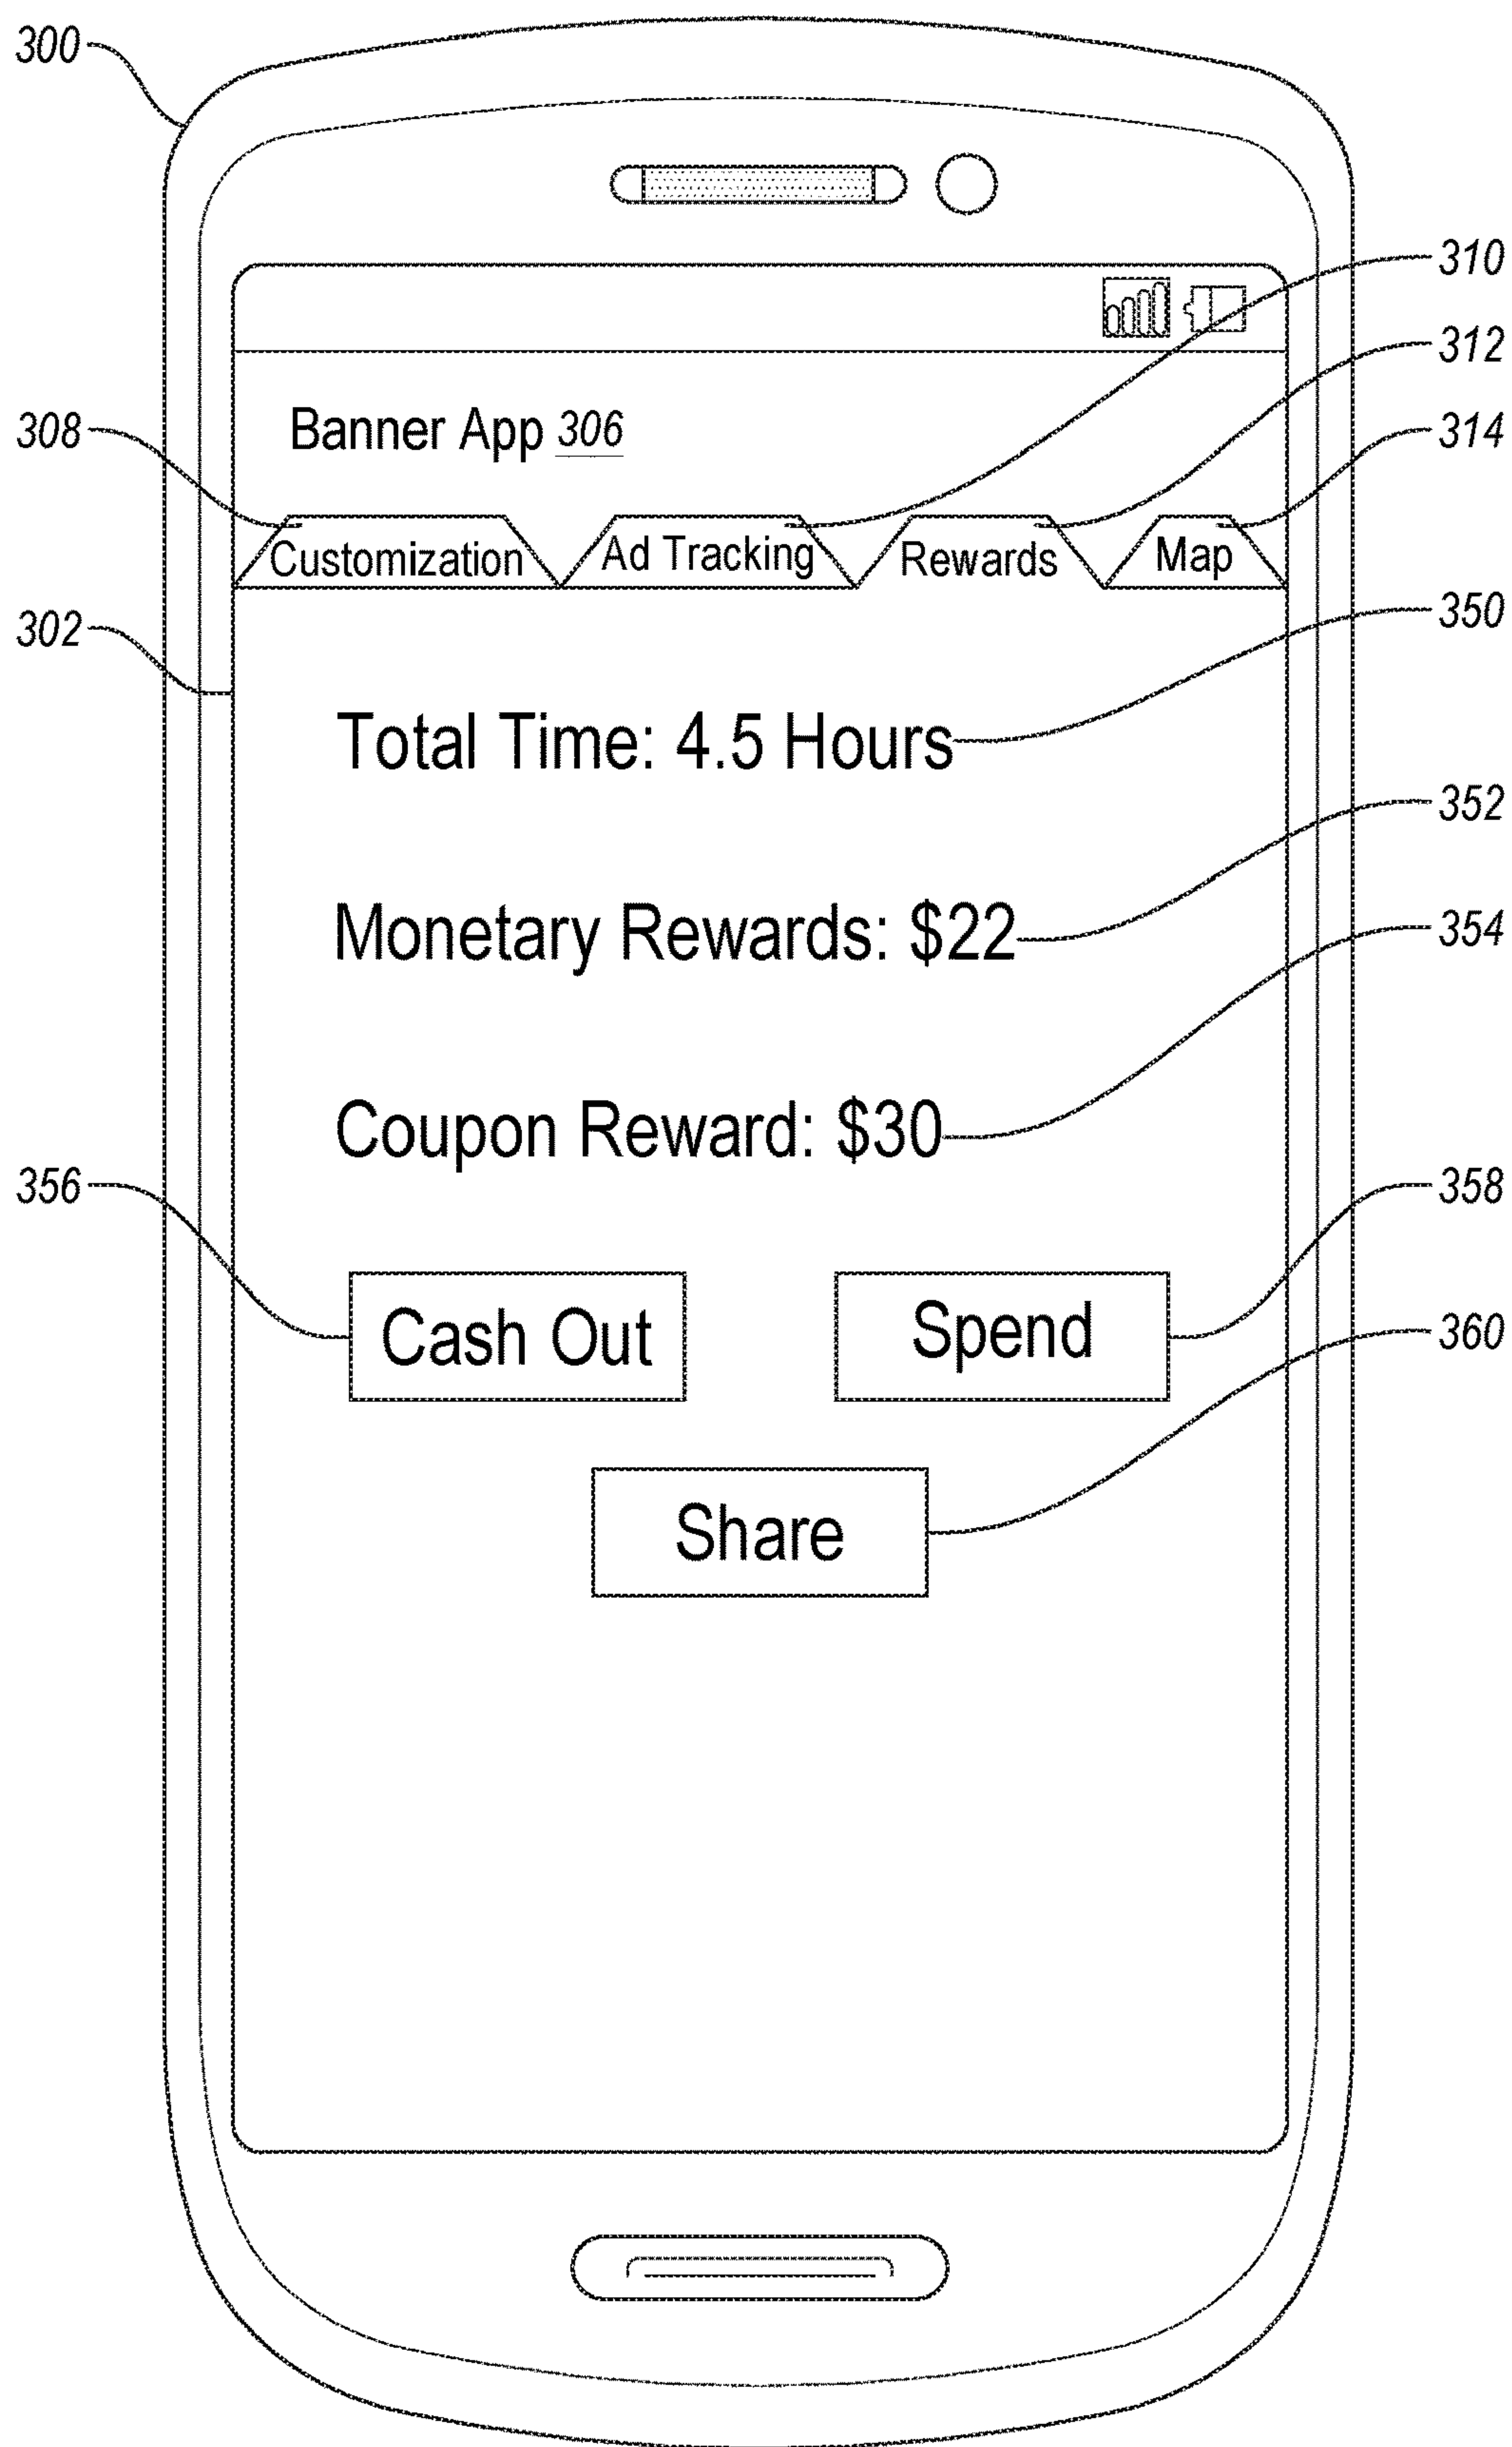 300
310
312
308
Banner App 306
314
Customization
Ad Tracking
Rewards
Map
302
350
Total Time: 4.5 Hours
352
Monetary Rewards: $22
354
Coupon Reward: $30
356
358
Cash Out
Spend
360
Share